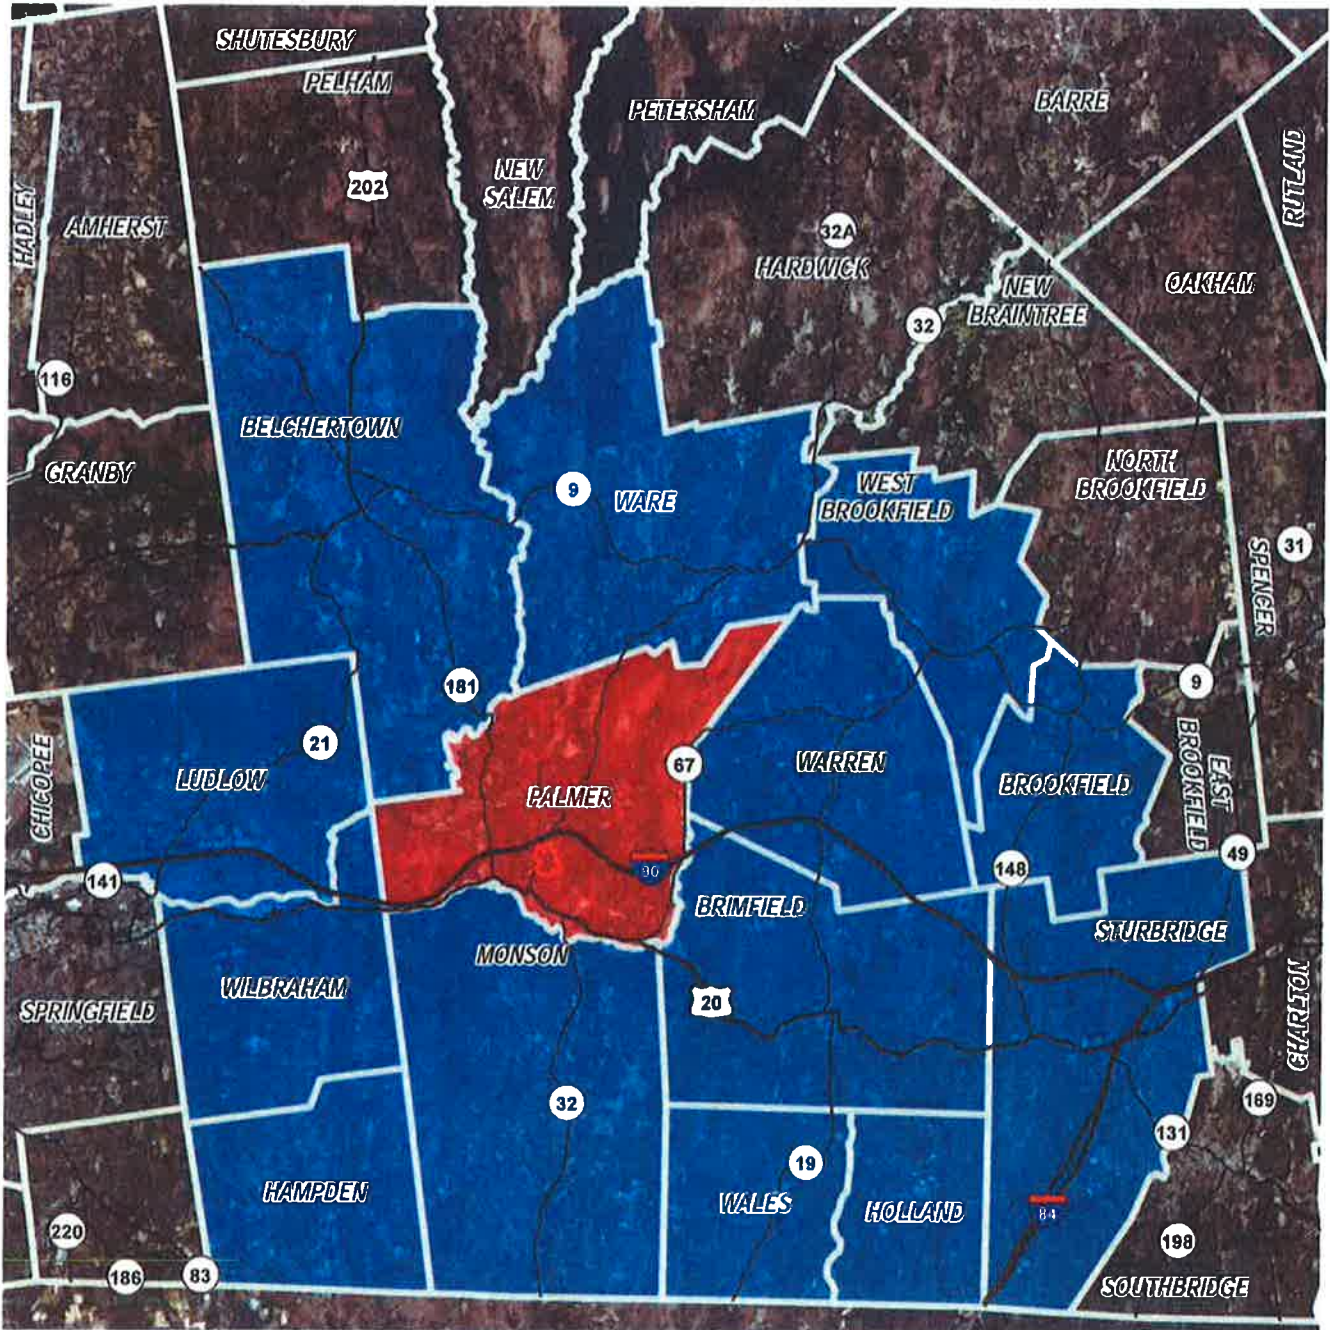 SHUTESBURY
PELHAM
PETERSHAM
BARRE
RUTLAND
NEW
SALEM
202
HADLEY
AMHERST
32A
HARDWICK
OAKHAM
NEW
BRAINTREE
32
116
BELCHERTOWN
GRANBY
NORTH
BROOKFIELD
9
WARE
WEST
BROOKFIELD
SPENCER
31
181
9
21
LUDLOW
CHICOPEE
67
WARREN
PALMER
BROOKFIELD
EAST
BROOKFIELD
141
90
148
49
BRIMFIELD
STURBRIDGE
MONSON
WILBRAHAM
SPRINGFIELD
20
CHARLTON
32
169
131
19
HAMPDEN
WALES
HOLLAND
84
220
198
186
83
SOUTHBRIDGE